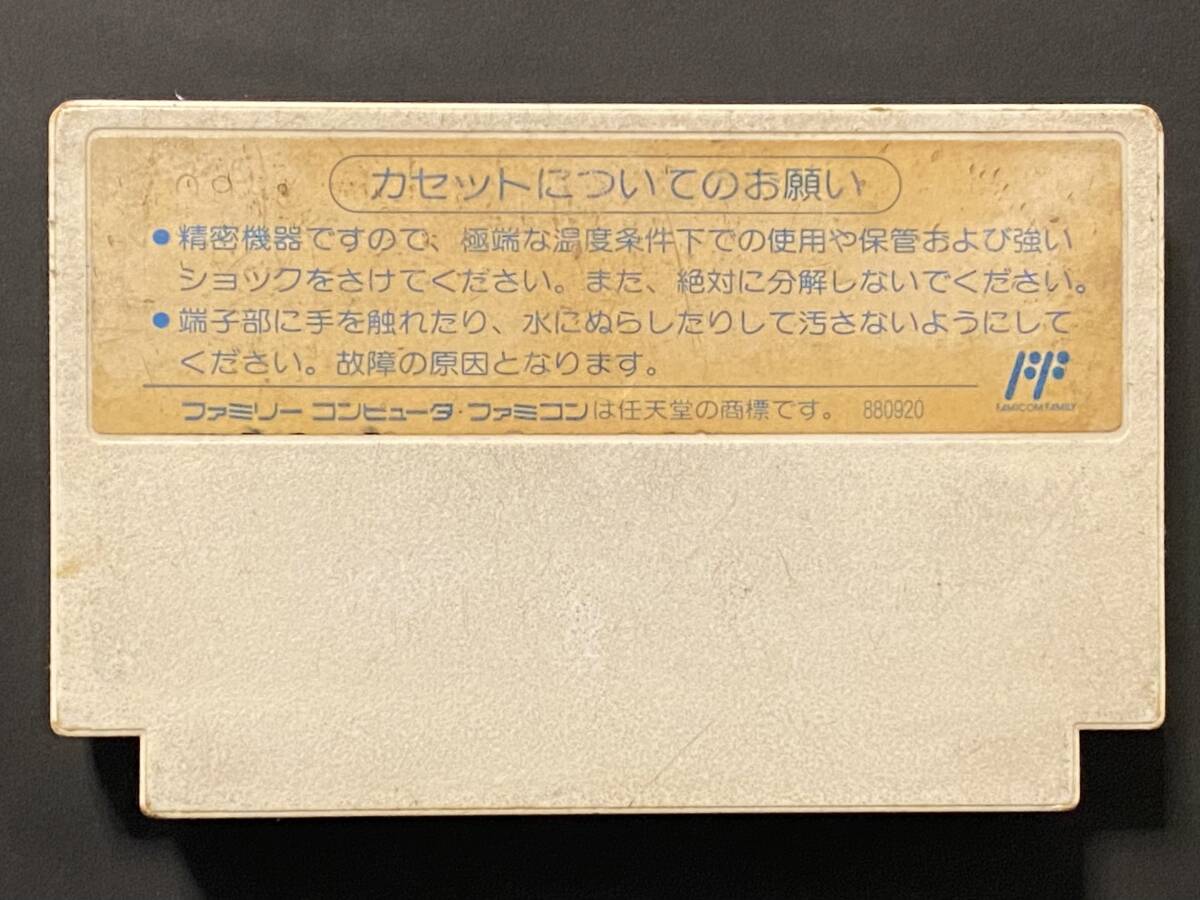 カセットについてのお願い
●精密機器ですので、極端な温度条件下での使用や保管および強い
ショックをさけてください。また、絶対に分解しないでください。
●端子部に手を触れたり、水にぬらしたりして汚さないようにして
ください。故障の原因となります。
FAMICOM FAMILY
ファミリー コンピュータ・ファミコンは任天堂の商標です。 880920